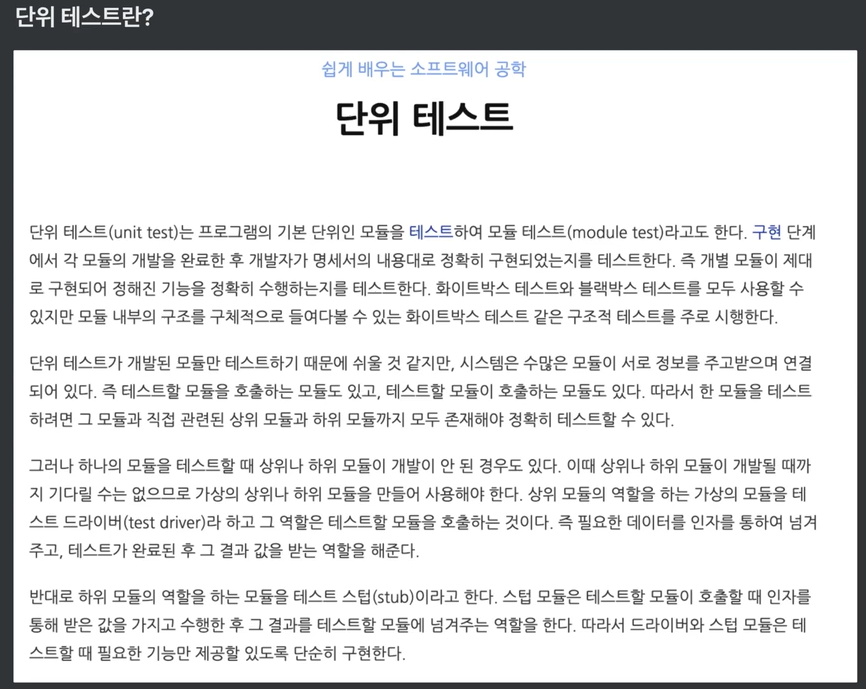 단위 테스트란?
쉽게 배우는 소프트웨어 공학
단위 테스트
단위 테스트(unit test)는 프로그램의 기본 단위인 모듈을 테스트하여 모듈 테스트(module test)라고도 한다. 구현 단계
에서 각 모듈의 개발을 완료한 후 개발자가 명세서의 내용대로 정확히 구현되었는지를 테스트한다. 즉 개별 모듈이 제대
로 구현되어 정해진 기능을 정확히 수행하는지를 테스트한다. 화이트박스 테스트와 블랙박스 테스트를 모두 사용할 수
있지만 모듈 내부의 구조를 구체적으로 들여다볼 수 있는 화이트박스 테스트 같은 구조적 테스트를 주로 시행한다.
단위 테스트가 개발된 모듈만 테스트하기 때문에 쉬울 것 같지만, 시스템은 수많은 모듈이 서로 정보를 주고받으며 연결
되어 있다. 즉 테스트할 모듈을 호출하는 모듈도 있고, 테스트할 모듈이 호출하는 모듈도 있다. 따라서 한 모듈을 테스트
하려면 그 모듈과 직접 관련된 상위 모듈과 하위 모듈까지 모두 존재해야 정확히 테스트할 수 있다.
그러나 하나의 모듈을 테스트할 때 상위나 하위 모듈이 개발이 안 된 경우도 있다. 이때 상위나 하위 모듈이 개발될 때까
지 기다릴 수는 없으므로 가상의 상위나 하위 모듈을 만들어 사용해야 한다. 상위 모듈의 역할을 하는 가상의 모듈을 테
스트 드라이버(test driver)라 하고 그 역할은 테스트할 모듈을 호출하는 것이다. 즉 필요한 데이터를 인자를 통하여 넘겨
주고, 테스트가 완료된 후 그 결과 값을 받는 역할을 해준다.
반대로 하위 모듈의 역할을 하는 모듈을 테스트 스텁(stub)이라고 한다. 스텁 모듈은 테스트할 모듈이 호출할 때 인자를
통해 받은 값을 가지고 수행한 후 그 결과를 테스트할 모듈에 넘겨주는 역할을 한다. 따라서 드라이버와 스텁 모듈은 테
스트할 때 필요한 기능만 제공할 있도록 단순히 구현한다.